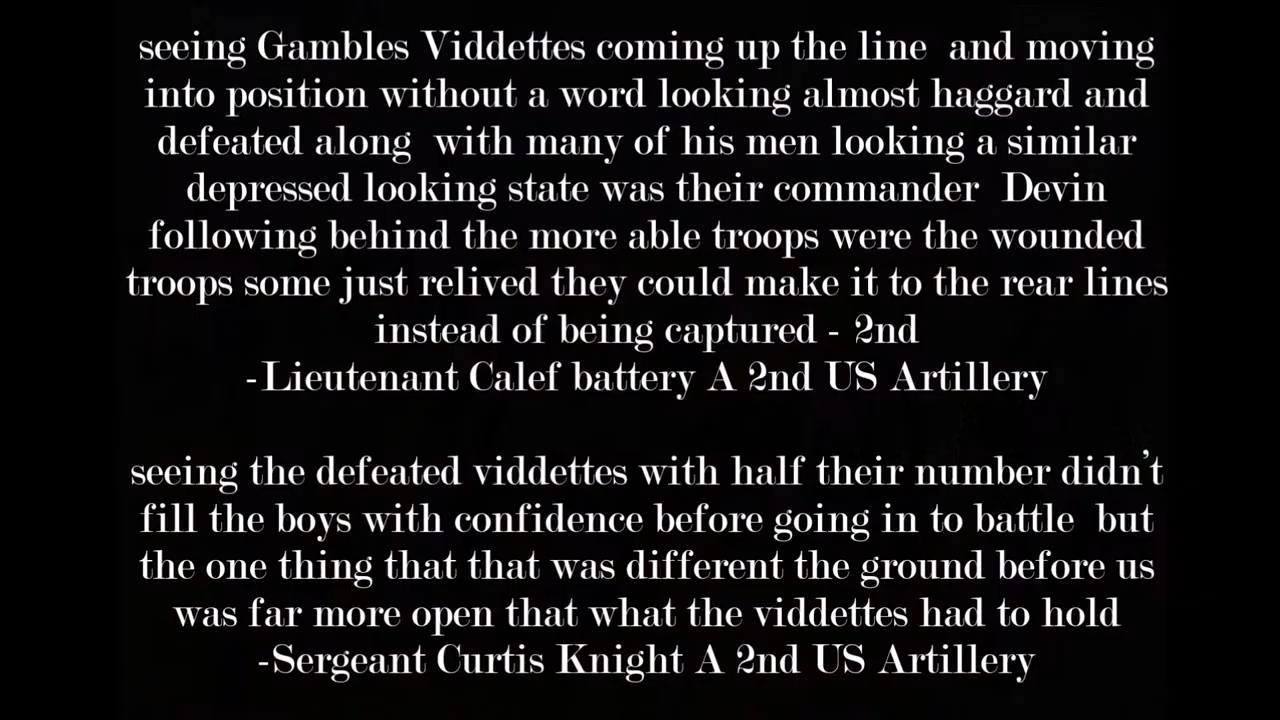 seeing Gambles Viddettes coming up the line and moving
into position without a word looking almost haggard and
defeated along with many of his men looking a similar
depressed looking state was their commander Devin
following behind the more able troops were the wounded
troops some just relived they could make it to the rear lines
instead of being captured - 2nd
-Lieutenant Calef battery A 2nd US Artillery
seeing the defeated viddettes with half their number didn't
fill the boys with confidence before going in to battle but
the one thing that that was different the ground before us
was far more open that what the viddettes had to hold
-Sergeant Curtis Knight A 2nd US Artillery